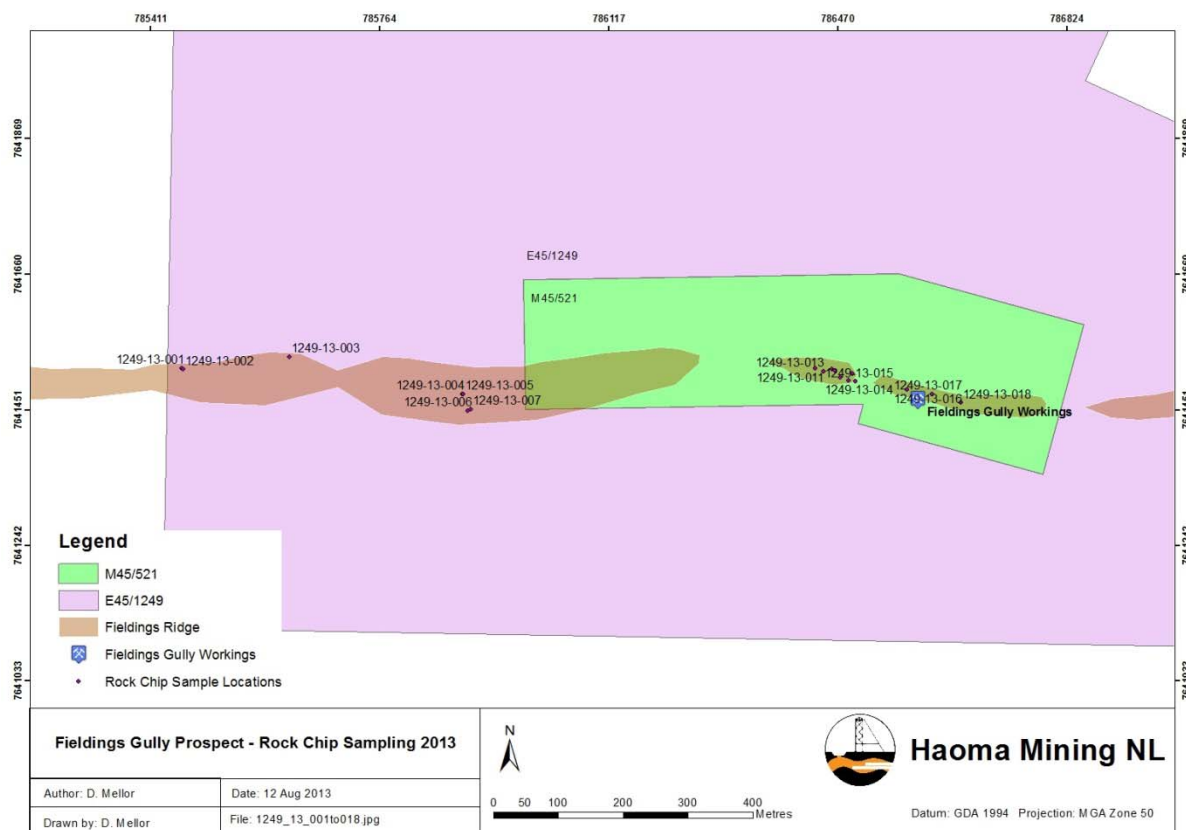 785411 785764 786117 786470 786824
7641869 7641869
7641660 7641660
E45/1249
M45/521
1249-13-003
1249-13-001 1249-13-002
1249-13-013
1249-13-015
1249-13-011
1249-13-004 1249-13-005
1249-13-014 1249-13-017
1249-13-006 1249-13-007
1249-13-016 1249-13-018
7641451 7641451
Fieldings Gully Workings
7641242 7641242
Legend
M45/521
E45/1249
Fieldings Ridge
Fieldings Gully Workings
Rock Chip Sample Locations
7641033 7641033
Fieldings Gully Prospect - Rock Chip Sampling 2013
Author: D. Mellor
Date: 12 Aug 2013
Drawn by: D. Mellor
File: 1249_13_001to018.jpg
N
0 50 100 200 300 400
Metres
Haoma Mining NL
Datum: GDA 1994 Projection: MGA Zone 50